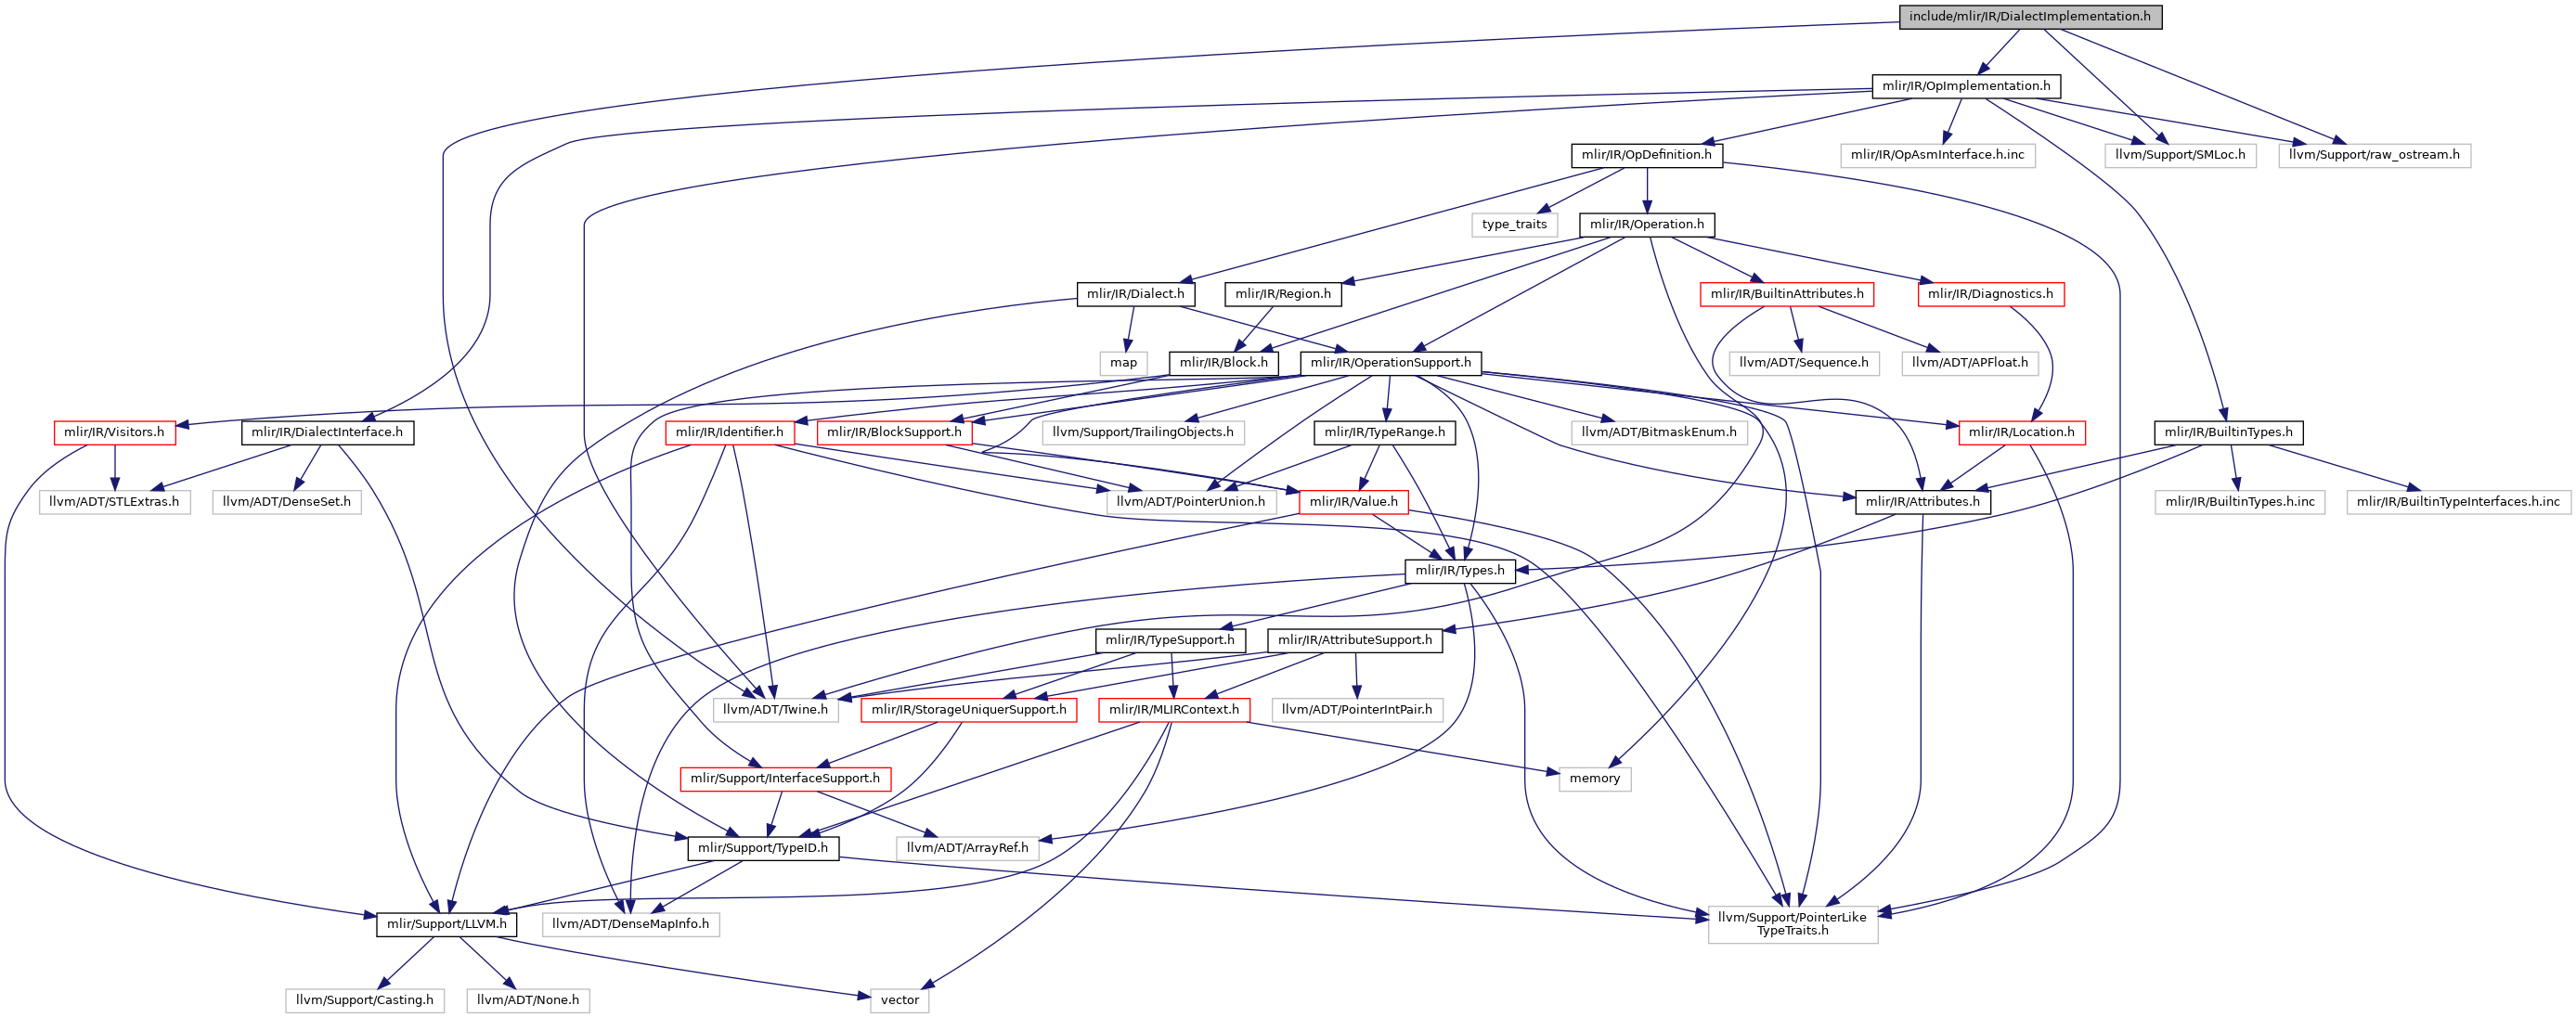 include/mlir/IR/DialectImplementation.h
mlir/IR/OpImplementation.h
mlir/IR/OpDefinition.h
mlir/IR/OpAsmInterface.h.inc
llvm/Support/SMLoc.h
llvm/Support/raw_ostream.h
type_traits
mlir/IR/Operation.h
mlir/IR/Dialect.h
mlir/IR/Region.h
mlir/IR/BuiltinAttributes.h
mlir/IR/Diagnostics.h
map
mlir/IR/Block.h
mlir/IR/OperationSupport.h
llvm/ADT/Sequence.h
llvm/ADT/APFloat.h
mlir/IR/Visitors.h
mlir/IR/DialectInterface.h
mlir/IR/Identifier.h
mlir/IR/BlockSupport.h
llvm/Support/TrailingObjects.h
mlir/IR/TypeRange.h
llvm/ADT/BitmaskEnum.h
mlir/IR/Location.h
mlir/IR/BuiltinTypes.h
llvm/ADT/STLExtras.h
llvm/ADT/DenseSet.h
llvm/ADT/PointerUnion.h
mlir/IR/Value.h
mlir/IR/Attributes.h
mlir/IR/BuiltinTypes.h.inc
mlir/IR/BuiltinTypeInterfaces.h.inc
mlir/IR/Types.h
mlir/IR/TypeSupport.h
mlir/IR/AttributeSupport.h
llvm/ADT/Twine.h
mlir/IR/StorageUniquerSupport.h
mlir/IR/MLIRContext.h
llvm/ADT/PointerIntPair.h
mlir/Support/InterfaceSupport.h
memory
mlir/Support/TypeID.h
llvm/ADT/ArrayRef.h
mlir/Support/LLVM.h
llvm/ADT/DenseMapInfo.h
llvm/Support/PointerLike
TypeTraits.h
llvm/Support/Casting.h
llvm/ADT/None.h
vector